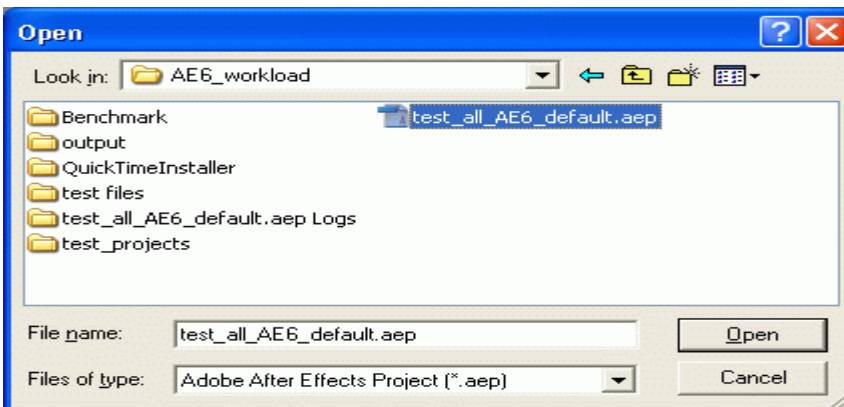 Open
Look in: AE6_workload
Benchmark
output
QuickTimeInstaller
test files
test_all_AE6_default.aep Logs
test_projects
test_all_AE6_default.aep
File name: test_all_AE6_default.aep Open
Files of type: Adobe After Effects Project (*.aep) Cancel